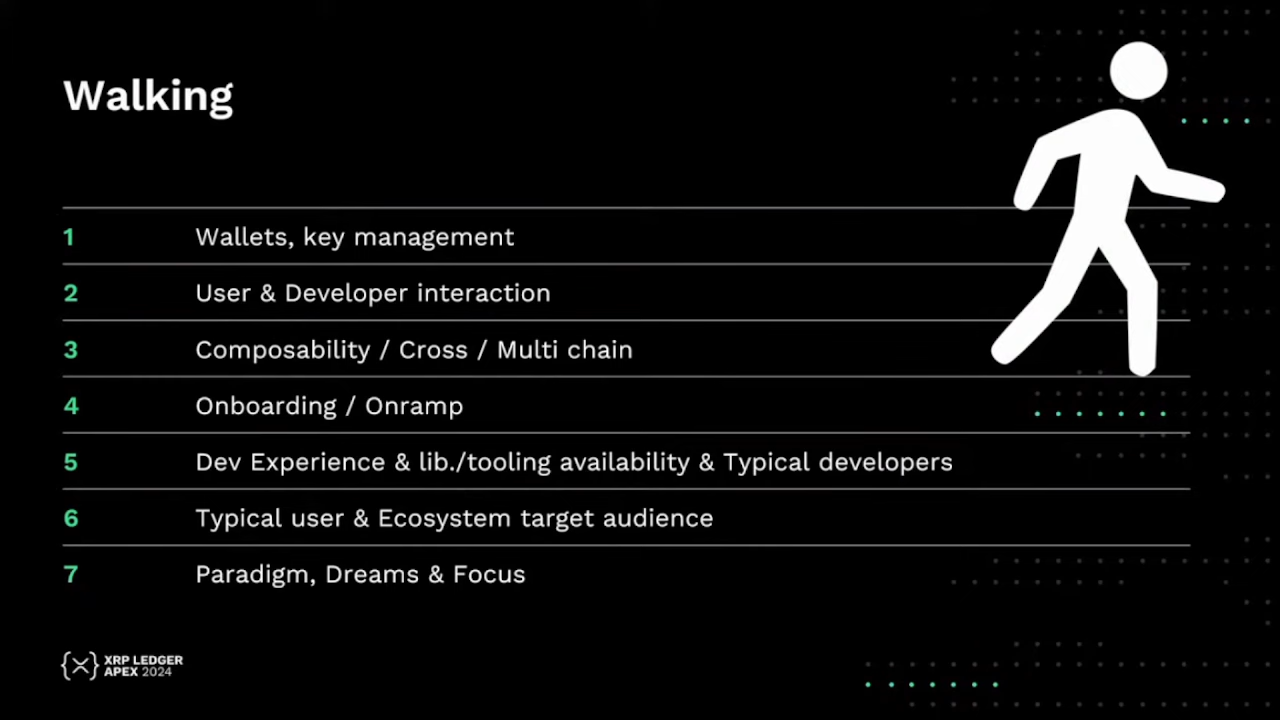 Walking
1 Wallets, key management
2 User & Developer interaction
3 Composability / Cross / Multi chain
4 Onboarding / Onramp
5 Dev Experience & lib./tooling availability & Typical developers
6 Typical user & Ecosystem target audience
7 Paradigm, Dreams & Focus
XRP LEDGER
APEX 2024